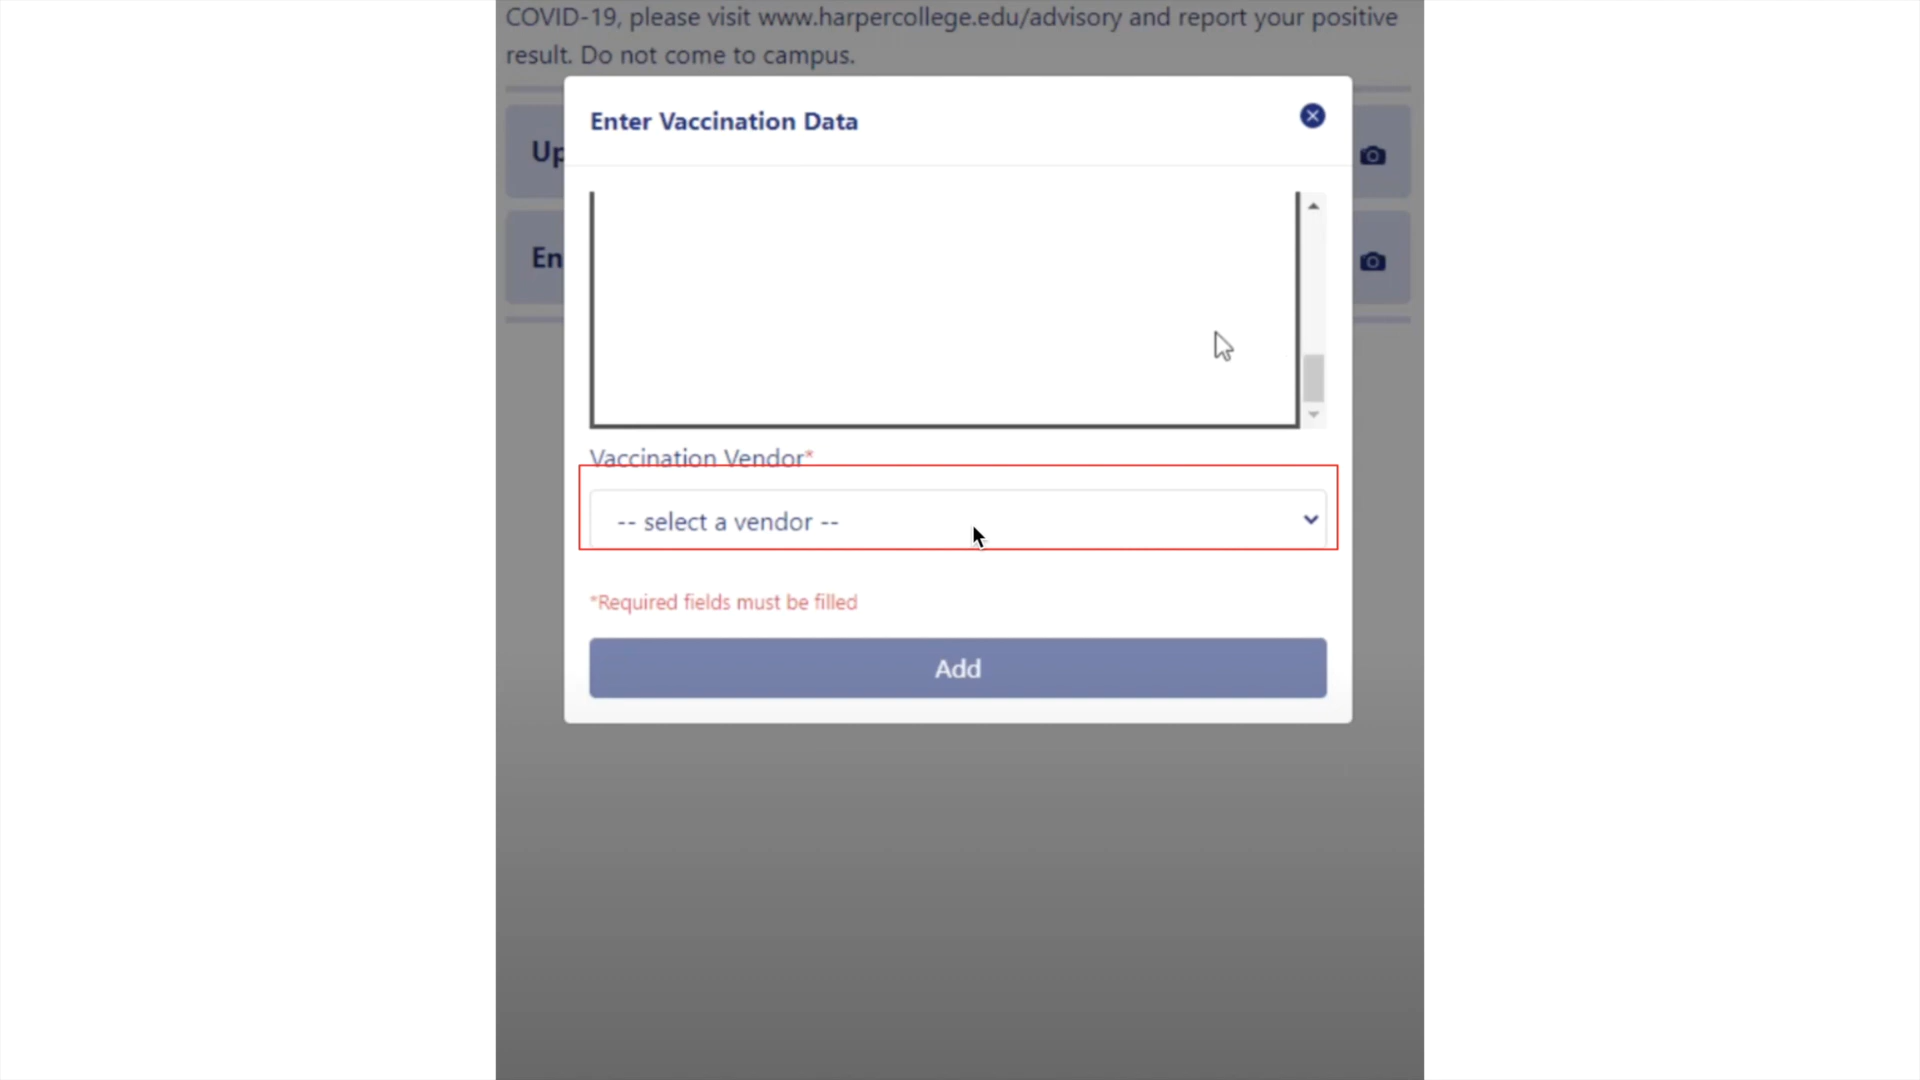 COVID-19, please visit www.harpercollege.edu/advisory and report your positive
result. Do not come to campus.
Enter Vaccination Data
Up
En
Vaccination Vendor*
-- select a vendor --
*Required fields must be filled
Add